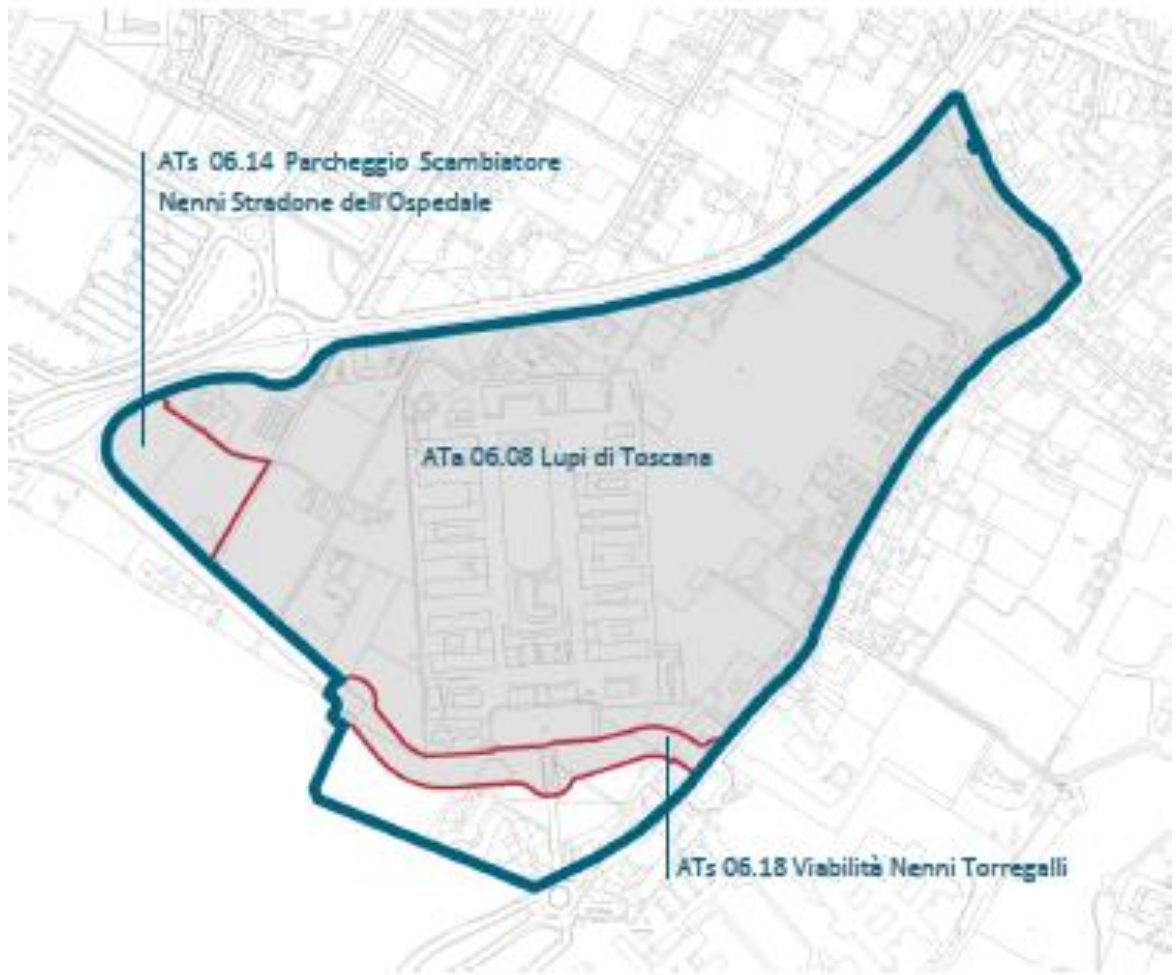 ATs 06.14 Parcheggio Scambiatore
Nenni Stradone dell'Ospedale
ATa 06.08 Lupi di Toscana
ATs 06.18 Viabilità Nenni Torregalli